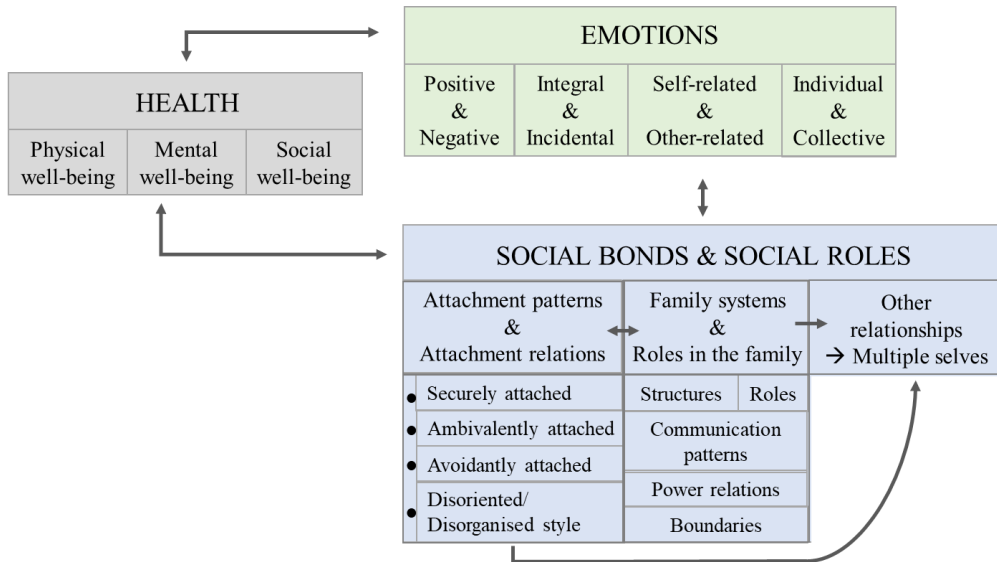 EMOTIONS
Positive
&
Negative
Integral
&
Incidental
Self-related
&
Other-related
Individual
&
Collective
HEALTH
Physical
well-being
Mental
well-being
Social
well-being
SOCIAL BONDS & SOCIAL ROLES
Attachment patterns
&
Attachment relations
Family systems
&
Roles in the family
Other
relationships
→ Multiple selves
• Securely attached
• Ambivalently attached
• Avoidantly attached
• Disoriented/
Disorganised style
Structures
Roles
Communication
patterns
Power relations
Boundaries